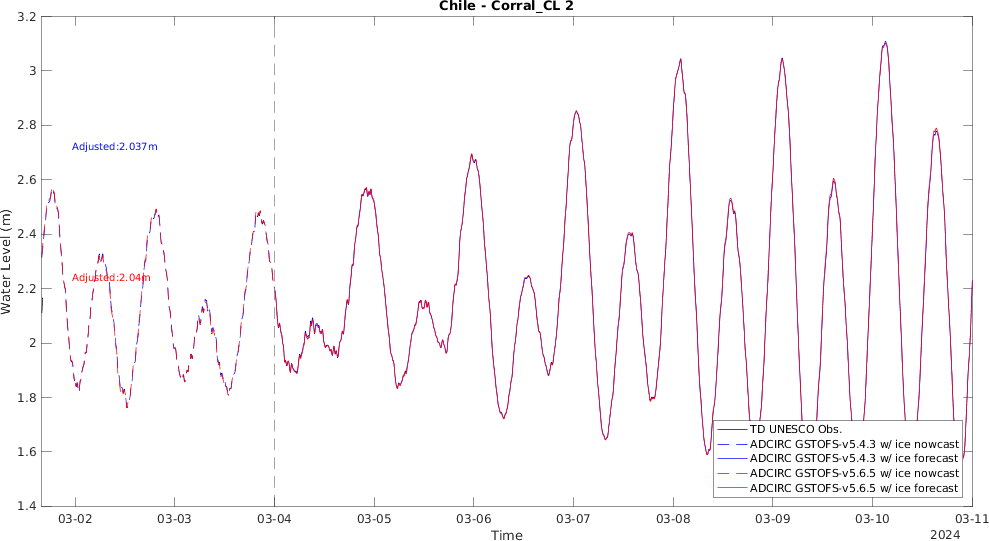 Chile - Corral_CL 2
3.2
3
2.8
2.6
2.4
2.2
2
1.8
1.6
1.4
Water Level (m)
Adjusted:2.037m
Adjusted:2.04m
TD UNESCO Obs.
ADCIRC GSTOFS-v5.4.3 w/ ice nowcast
ADCIRC GSTOFS-v5.4.3 w/ ice forecast
ADCIRC GSTOFS-v5.6.5 w/ ice nowcast
ADCIRC GSTOFS-v5.6.5 w/ ice forecast
03-02 03-03 03-04 03-05 03-06 03-07 03-08 03-09 03-10 03-11
Time
2024